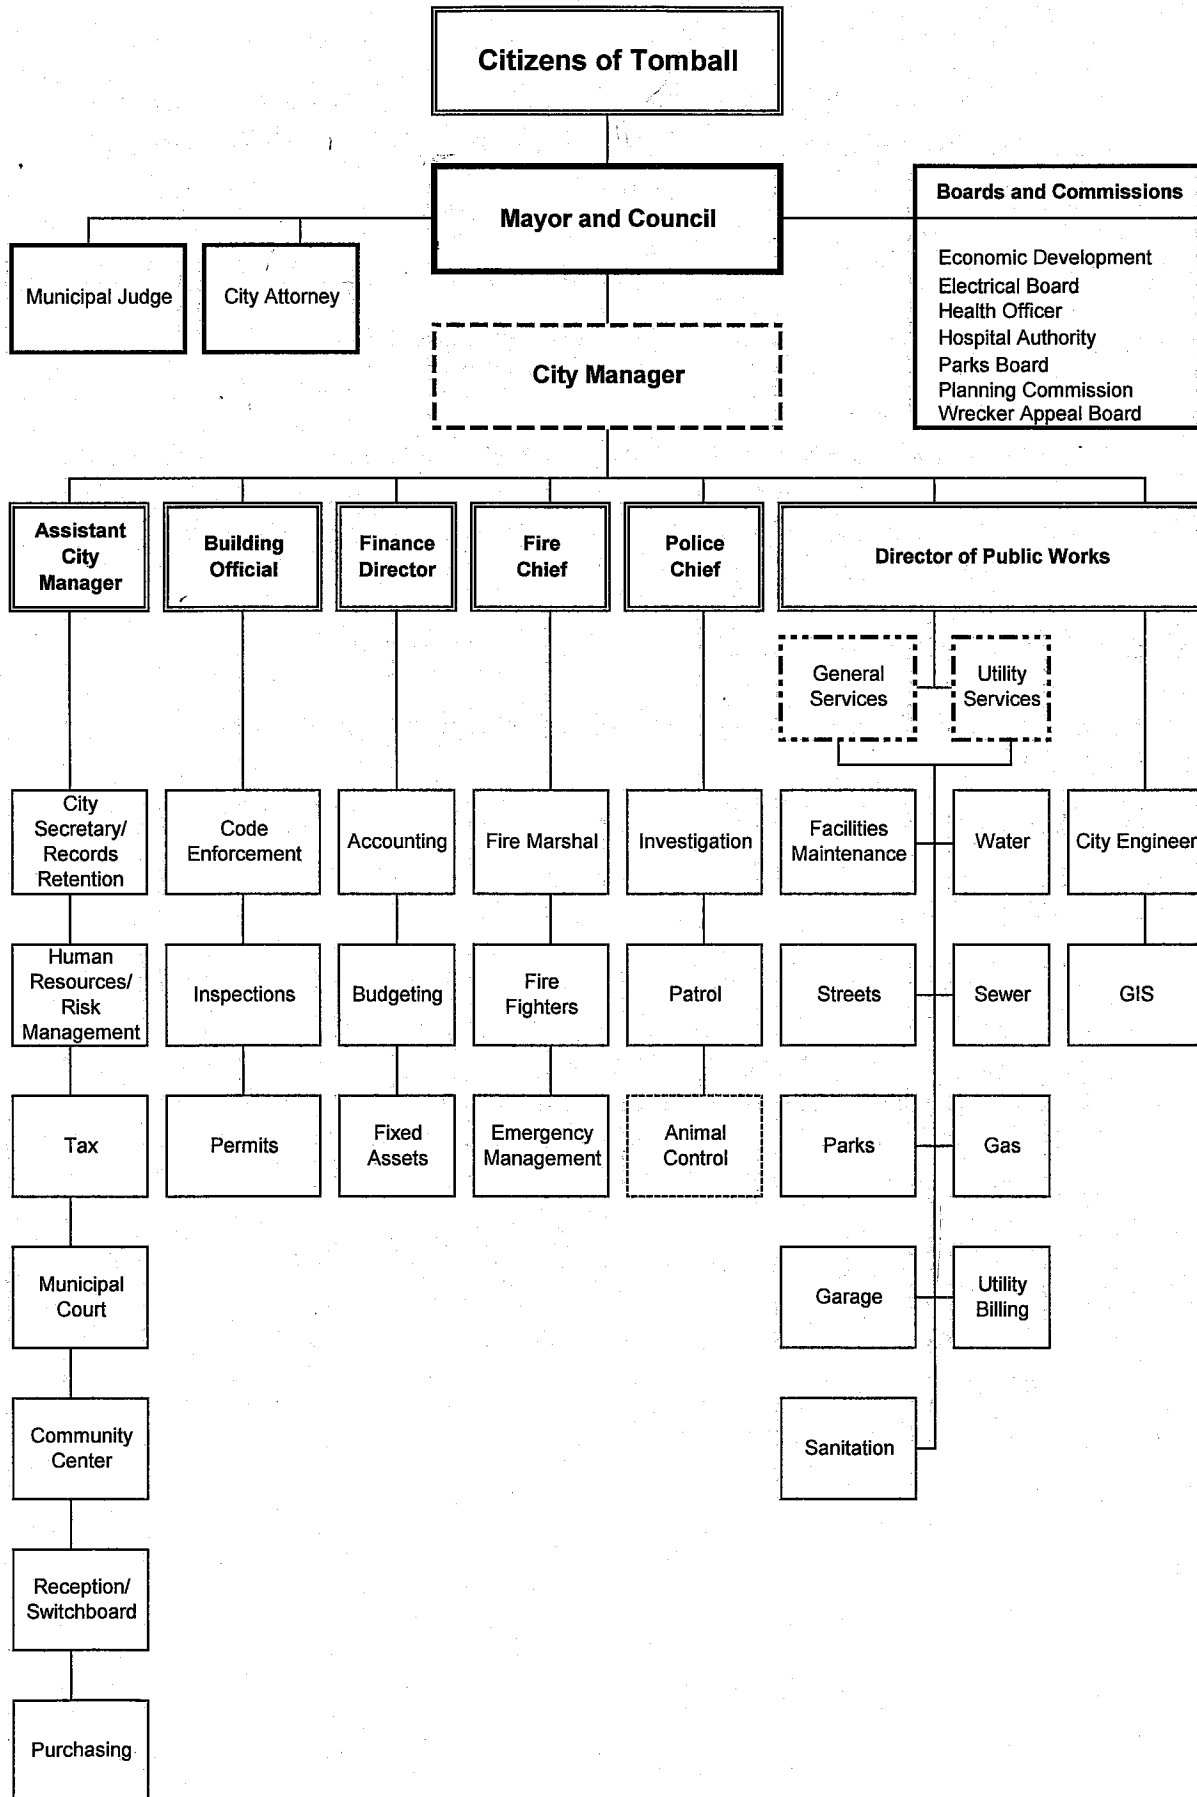 Citizens of Tomball
Mayor and Council
Boards and Commissions
Economic Development
Electrical Board
Health Officer
Hospital Authority
Parks Board
Planning Commission
Wrecker Appeal Board
Municipal Judge
City Attorney
City Manager
Assistant
City
Manager
Building
Official
Finance
Director
Fire
Chief
Police
Chief
Director of Public Works
General
Services
Utility
Services
City
Secretary/
Records
Retention
Code
Enforcement
Accounting
Fire Marshal
Investigation
Facilities
Maintenance
Water
City Engineer
Human
Resources/
Risk
Management
Inspections
Budgeting
Fire
Fighters
Patrol
Streets
Sewer
GIS
Tax
Permits
Fixed
Assets
Emergency
Management
Animal
Control
Parks
Gas
Municipal
Court
Garage
Utility
Billing
Community
Center
Sanitation
Reception/
Switchboard
Purchasing